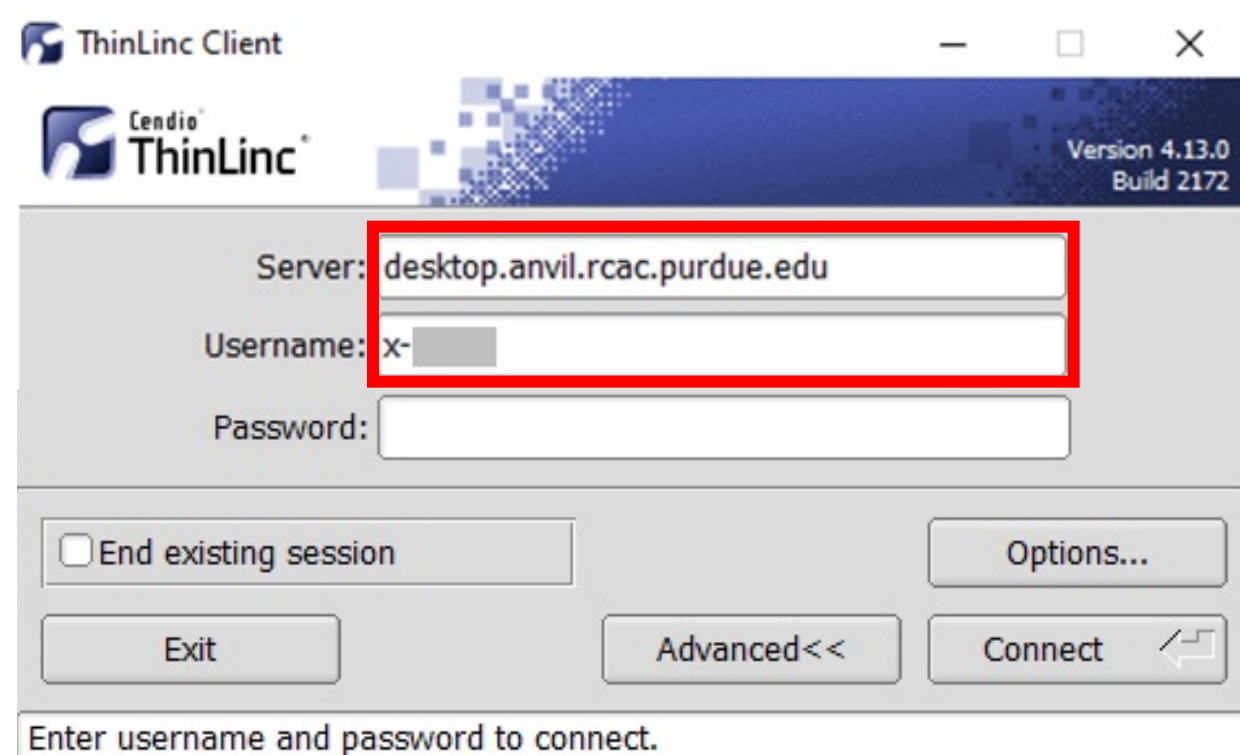 ThinLinc Client
Cendio
ThinLinc
Version 4.13.0
Build 2172
Server: desktop.anvil.rcac.purdue.edu
Username: x-
Password:
End existing session
Options...
Exit
Advanced<<
Connect
Enter username and password to connect.